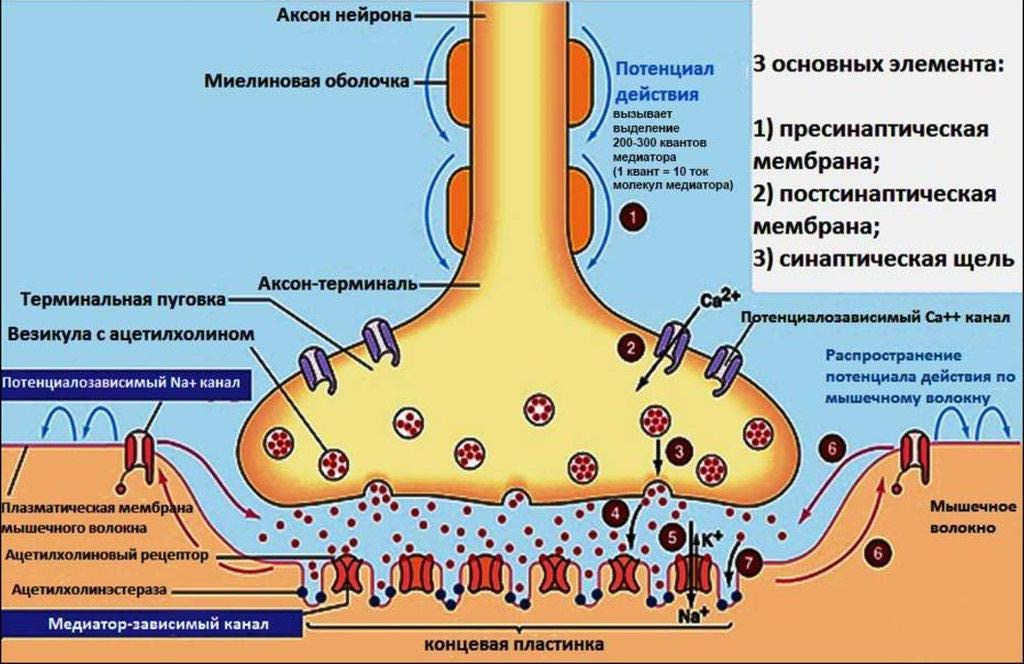 Аксон нейрона
Миелиновая оболочка
Потенциал
действия
вызывает
выделение
200-300 квантов
медиатора
(1 квант = 10 ток
молекул медиатора)
1
3 основных элемента:
1) пресинаптическая
мембрана;
2) постсинаптическая
мембрана;
3) синаптическая щель
Аксон-терминаль
Терминальная пуговка
Везикула с ацетилхолином
Ca2+
Потенциалозависимый Ca++ канал
2
Потенциалозависимый Na+ канал
Распространение
потенциала действия по
мышечному волокну
3
6
Плазматическая мембрана
мышечного волокна
4
5
K+
Мышечное
волокно
6
7
Ацетилхолиновый рецептор
Ацетилхолинэстераза
Na+
Медиатор-зависимый канал
концевая пластинка